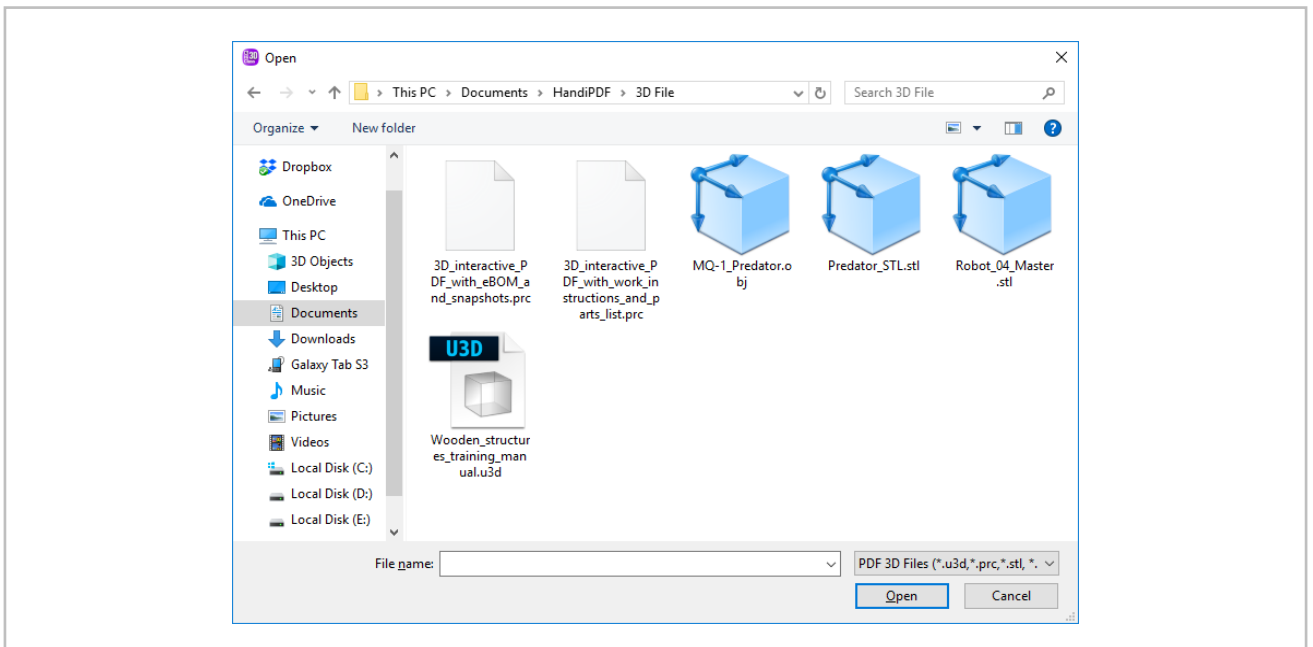 Open
This PC > Documents > HandiPDF > 3D File
Search 3D File
Organize
New folder
Dropbox
OneDrive
This PC
3D Objects
Desktop
Documents
Downloads
Galaxy Tab S3
Music
Pictures
Videos
Local Disk (C:)
Local Disk (D:)
Local Disk (E:)
3D_interactive_P
DF_with_eBOM_a
nd_snapshots.prc
3D_interactive_P
DF_with_work_in
structions_and_p
arts_list.prc
MQ-1_Predator.o
bj
Predator_STL.stl
Robot_04_Master
.stl
U3D
Wooden_structur
es_training_man
ual.u3d
File name:
PDF 3D Files (*.u3d,*.prc,*.stl, *.
Open
Cancel